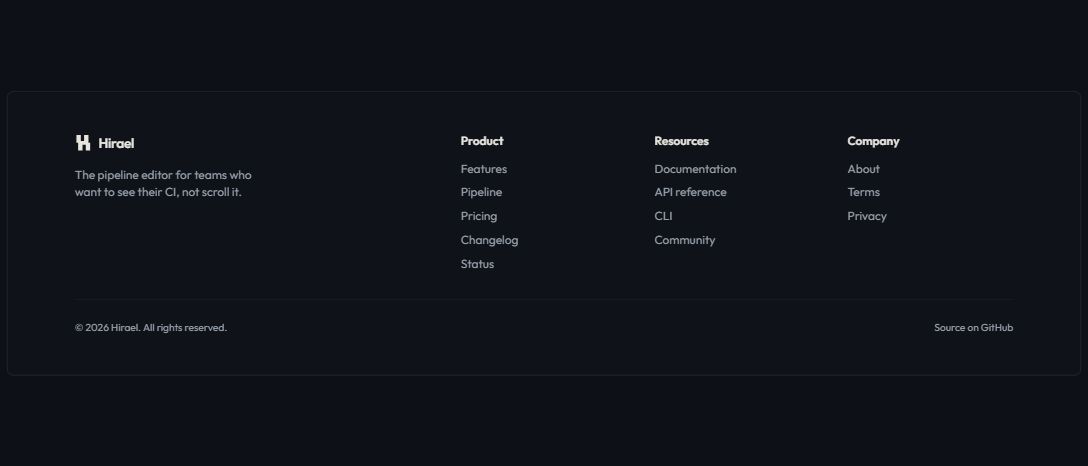 Hirael
The pipeline editor for teams who
want to see their CI, not scroll it.
Product
Features
Pipeline
Pricing
Changelog
Status
Resources
Documentation
API reference
CLI
Community
Company
About
Terms
Privacy
© 2026 Hirael. All rights reserved.
Source on GitHub